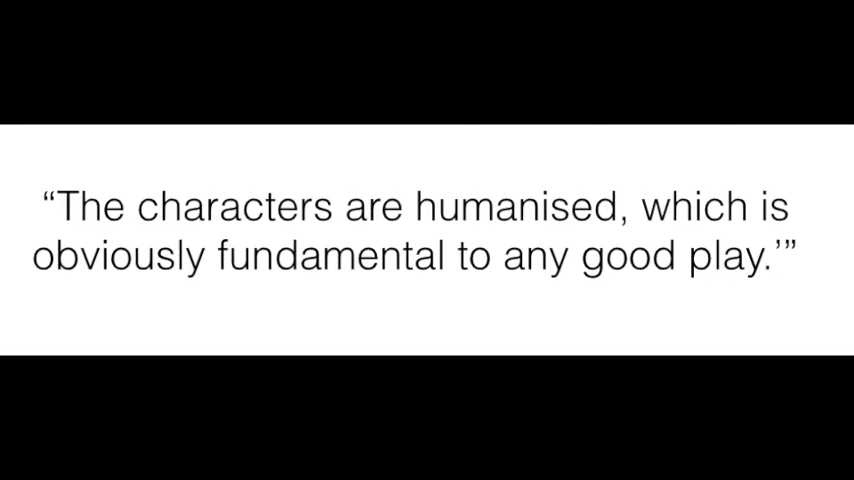 “The characters are humanised, which is
obviously fundamental to any good play.’”